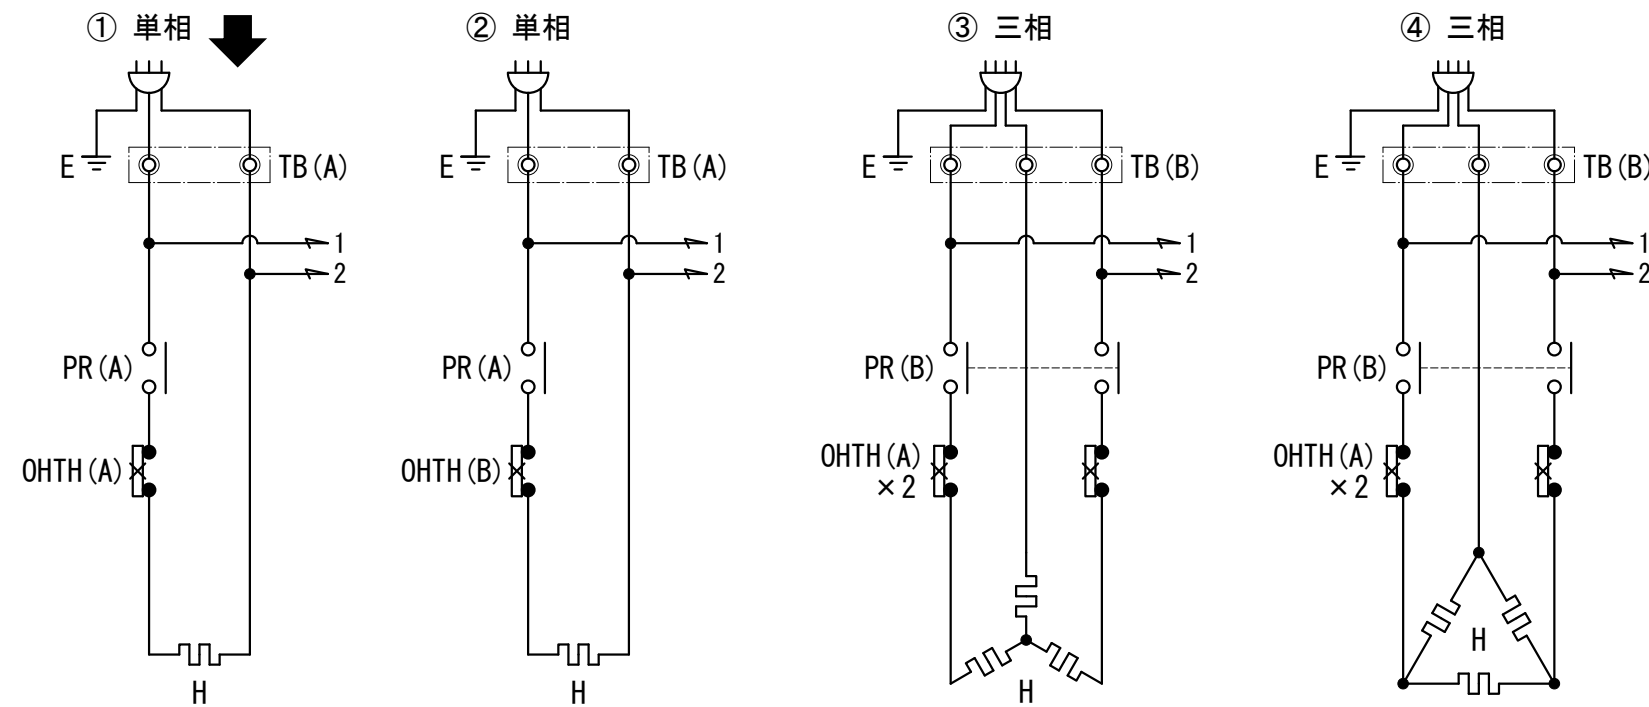 ① 単相
E
TB(A)
1
2
PR(A)
OHTH(A)
H
② 単相
E
TB(A)
1
2
PR(A)
OHTH(B)
H
③ 三相
E
TB(B)
1
2
PR(B)
OHTH(A)
×2
H
④ 三相
E
TB(B)
1
2
PR(B)
OHTH(A)
×2
H